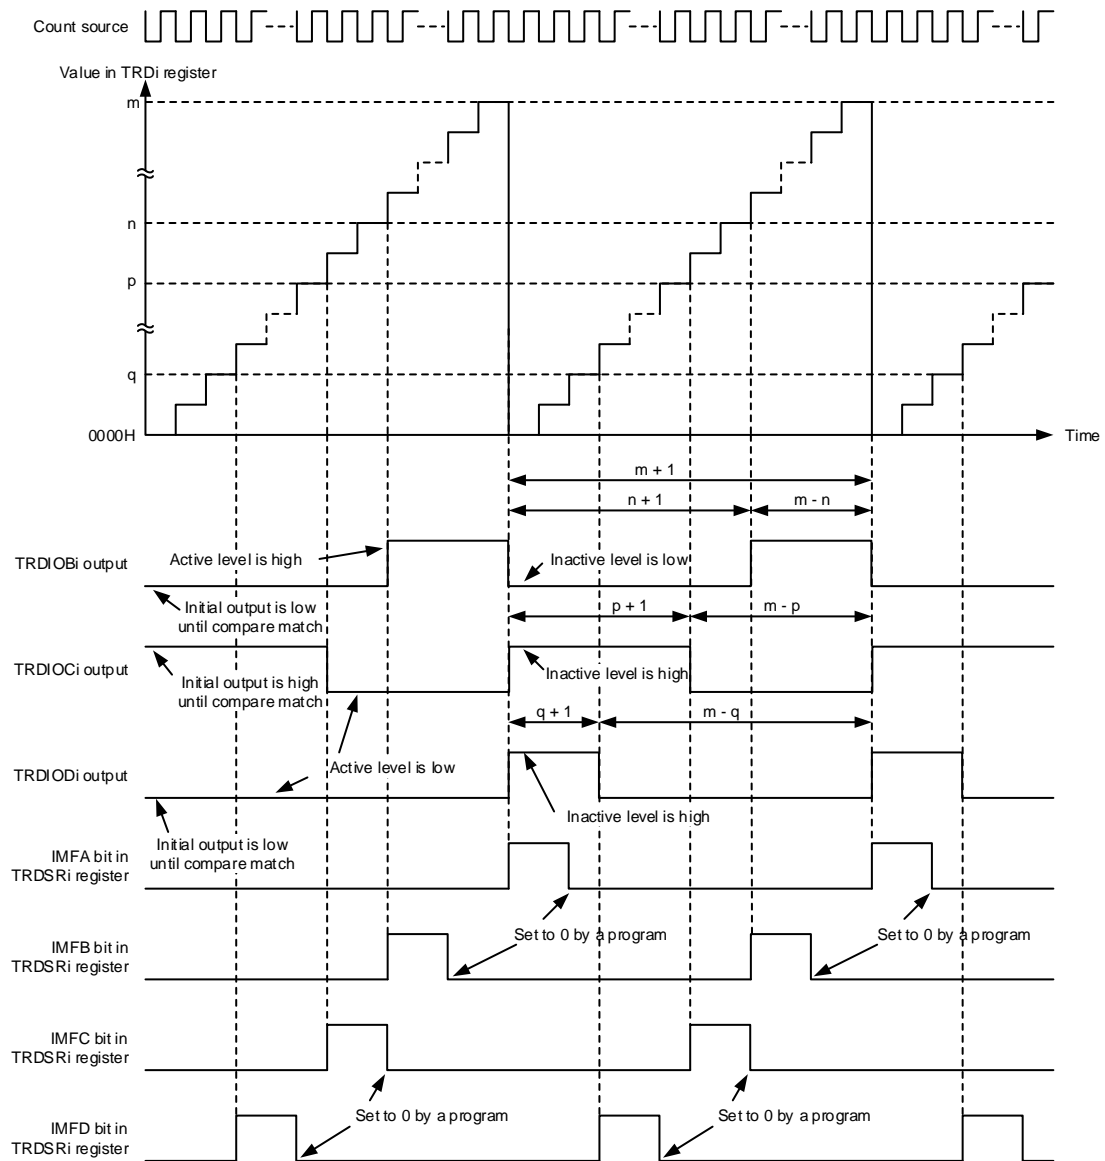 Count source
Value in TRDi register
m
n
p
q
0000H
Time
m + 1
n + 1
m - n
TRDIOBi output
Active level is high
Inactive level is low
Initial output is low
until compare match
p + 1
m - p
TRDIOCi output
Initial output is high
until compare match
Inactive level is high
q + 1
m - q
TRDIODi output
Active level is low
Inactive level is high
Initial output is low
until compare match
IMFA bit in
TRDSRi register
Set to 0 by a program
Set to 0 by a program
IMFB bit in
TRDSRi register
IMFC bit in
TRDSRi register
Set to 0 by a program
Set to 0 by a program
IMFD bit in
TRDSRi register